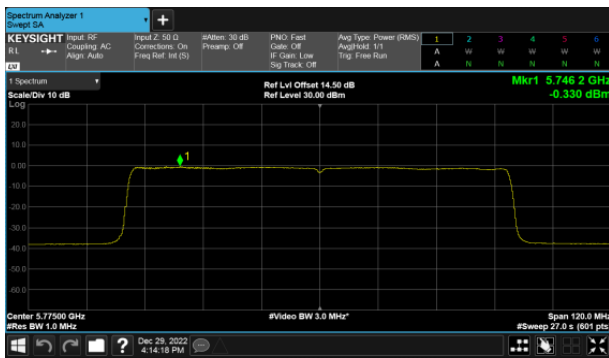 Spectrum Analyzer 1
Swept SA
KEYSIGHT
RL
Input: RF
Coupling: AC
Align: Auto
Input Z: 50 Ω
Corrections: On
Freq Ref: Int (S)
#Atten: 30 dB
Preamp: Off
PNO: Fast
Gate: Off
IF Gain: Low
Sig Track: Off
Avg Type: Power (RMS)
Avg|Hold: 1/1
Trig: Free Run
1 2 3 4 5 6
A W W W W W
A N N N N N
LXI
1 Spectrum
Scale/Div 10 dB
Ref Lvl Offset 14.50 dB
Ref Level 30.00 dBm
Mkr1 5.746 2 GHz
-0.330 dBm
Log
20.0
10.0
0.00
-10.0
-20.0
-30.0
-40.0
-50.0
-60.0
1
Center 5.77500 GHz
#Res BW 1.0 MHz
#Video BW 3.0 MHz*
Span 120.0 MHz
#Sweep 27.0 s (601 pts)
?
Dec 29, 2022
4:14:18 PM